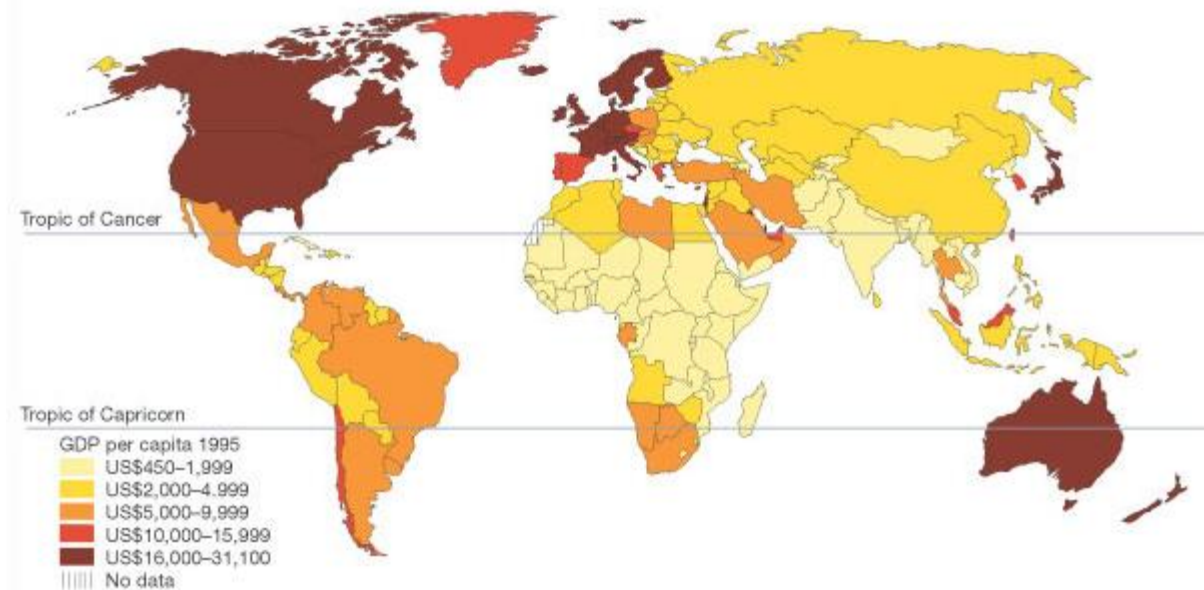 Tropic of Cancer
Tropic of Capricorn
GDP per capita 1995
US$450–1,999
US$2,000–4.999
US$5,000–9,999
US$10,000–15,999
US$16,000–31,100
No data